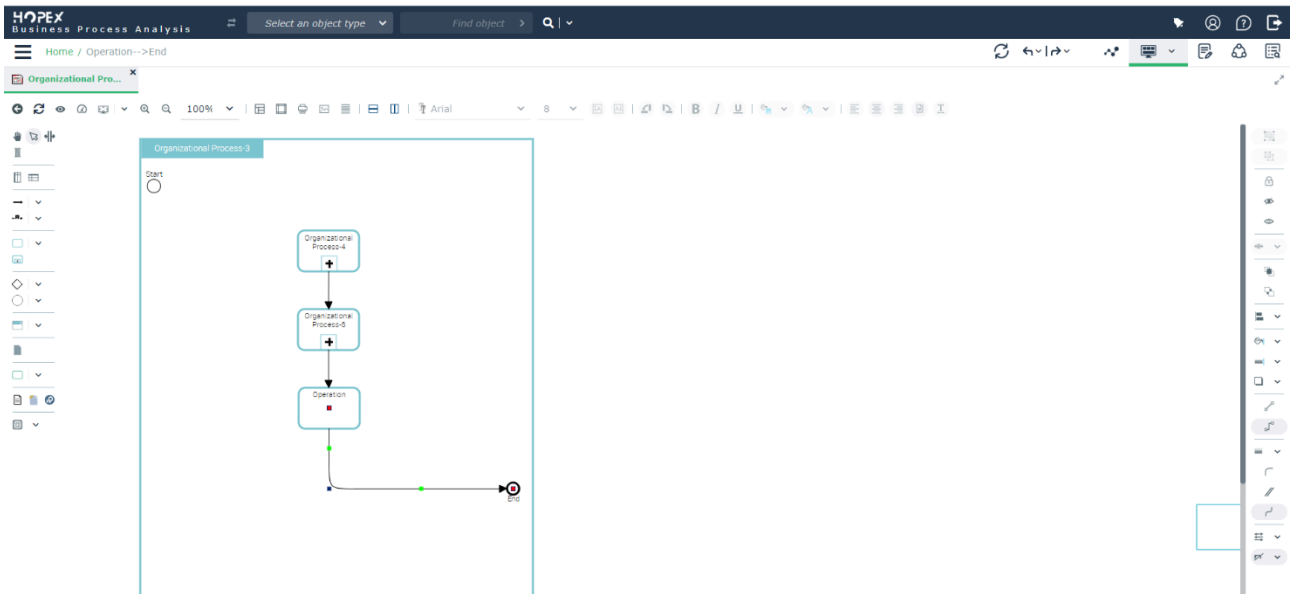 HOPEX
Business Process Analysis
Select an object type
Find object
Home / Operation-->End
Organizational Pro...
100%
Arial
8
B I U
Organizational Process-3
Start
Organizational
Process-4
Organizational
Process-6
Operation
End